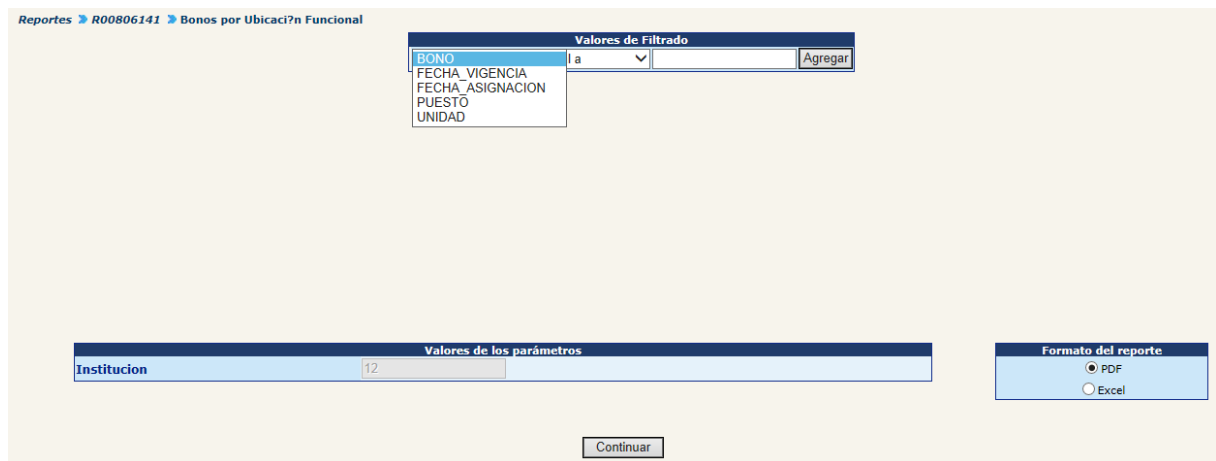 Reportes R00806141 Bonos por Ubicaci?n Funcional
Valores de Filtrado
BONO l a Agregar
FECHA_VIGENCIA
FECHA_ASIGNACION
PUESTO
UNIDAD
Valores de los parámetros
Institucion 12
Formato del reporte
PDF
Excel
Continuar